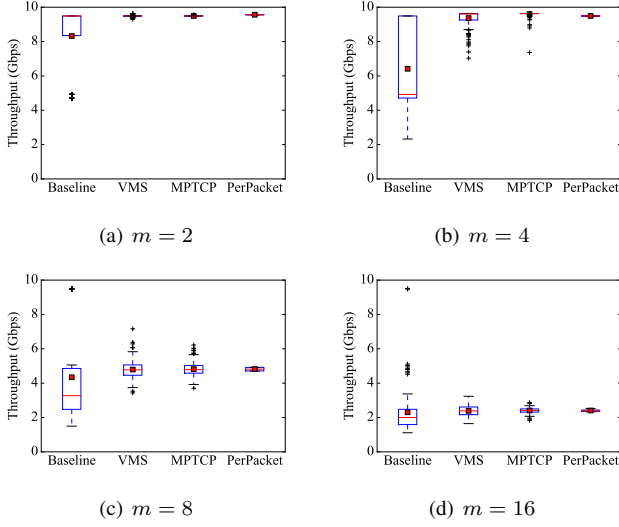 Throughput (Gbps)
10
8
6
4
2
0
Baseline VMS MPTCP PerPacket
(a) m = 2
Throughput (Gbps)
10
8
6
4
2
0
Baseline VMS MPTCP PerPacket
(b) m = 4
Throughput (Gbps)
10
8
6
4
2
0
Baseline VMS MPTCP PerPacket
(c) m = 8
Throughput (Gbps)
10
8
6
4
2
0
Baseline VMS MPTCP PerPacket
(d) m = 16